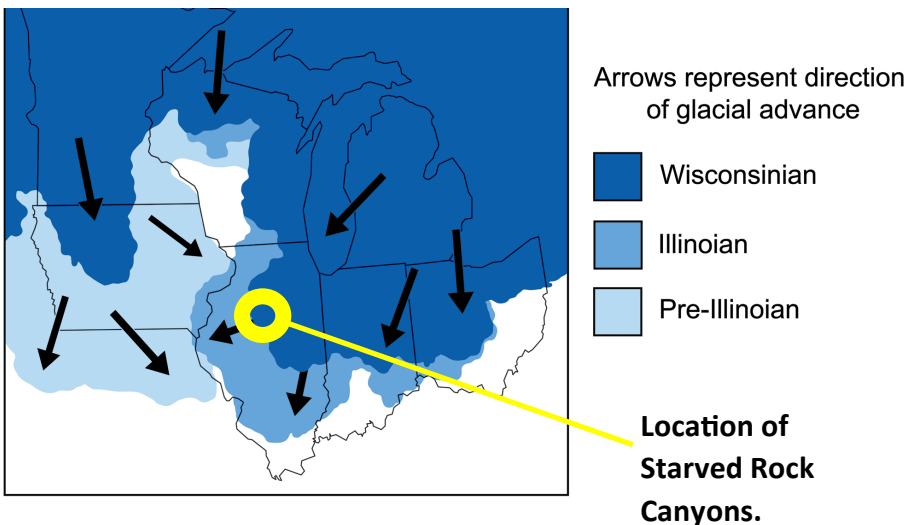 Arrows represent direction
of glacial advance
Wisconsinian
Illinoian
Pre-Illinoian
Location of
Starved Rock
Canyons.